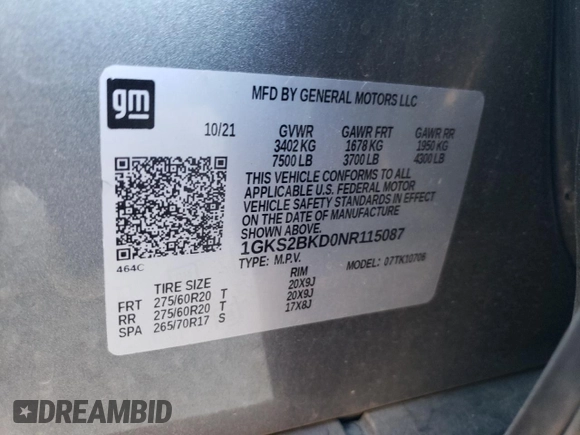 gm
MFD BY GENERAL MOTORS LLC
10/21 GVWR GAWR FRT GAWR RR
3402 KG 1678 KG 1950 KG
7500 LB 3700 LB 4300 LB
THIS VEHICLE CONFORMS TO ALL
APPLICABLE U.S. FEDERAL MOTOR
VEHICLE SAFETY STANDARDS IN EFFECT
ON THE DATE OF MANUFACTURE
SHOWN ABOVE.
1GKS2BKD0NR115087
TYPE: M.P.V. MODEL: 07TK10706
464C
TIRE SIZE RIM
FRT 275/60R20 T 20X9J
RR 275/60R20 T 20X9J
SPA 265/70R17 S 17X8J
DREAMBID